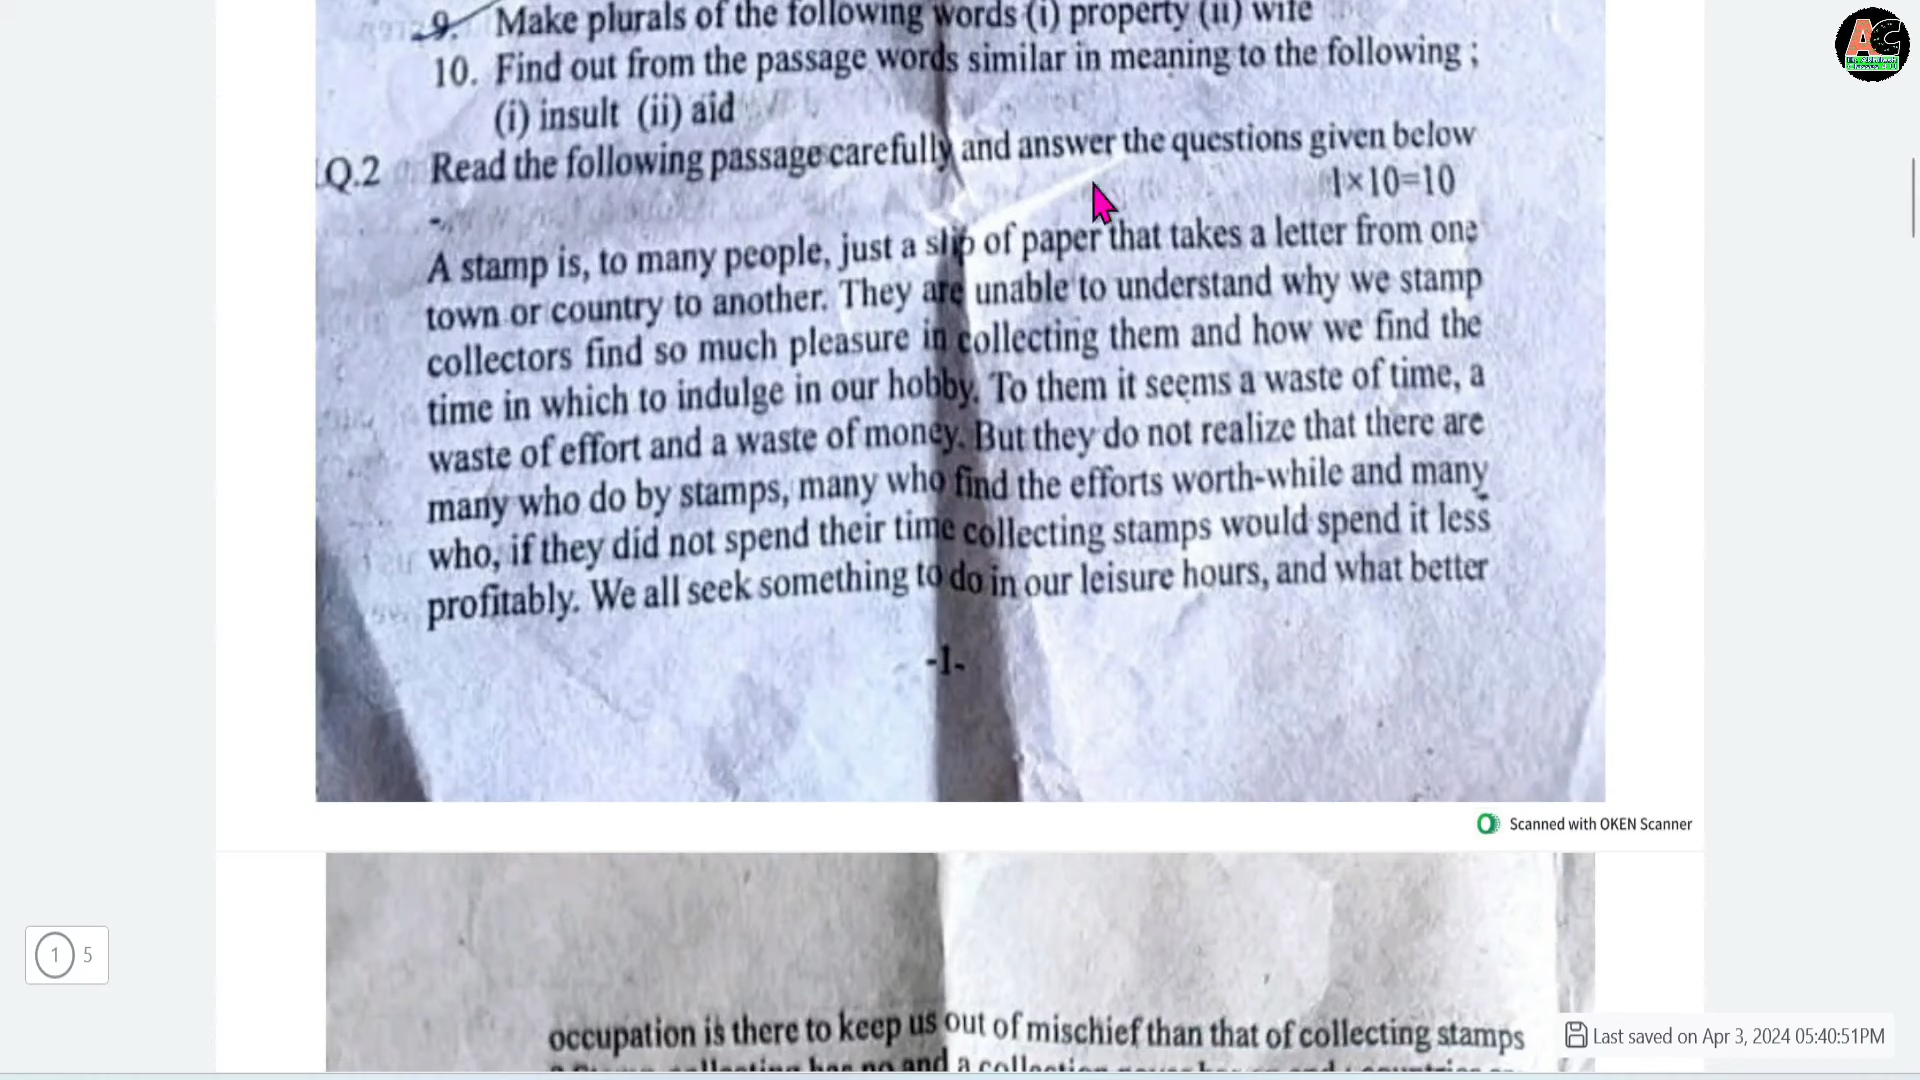 9. Make plurals of the following words (i) property (ii) wife
10. Find out from the passage words similar in meaning to the following ;
(i) insult (ii) aid
Q.2 Read the following passage carefully and answer the questions given below
1×10=10
A stamp is, to many people, just a slip of paper that takes a letter from one
town or country to another. They are unable to understand why we stamp
collectors find so much pleasure in collecting them and how we find the
time in which to indulge in our hobby. To them it seems a waste of time, a
waste of effort and a waste of money. But they do not realize that there are
many who do by stamps, many who find the efforts worth-while and many
who, if they did not spend their time collecting stamps would spend it less
profitably. We all seek something to do in our leisure hours, and what better
-1-
Scanned with OKEN Scanner
occupation is there to keep us out of mischief than that of collecting stamps
collecting has no and a
1 5
Last saved on Apr 3, 2024 05:40:51PM
AC